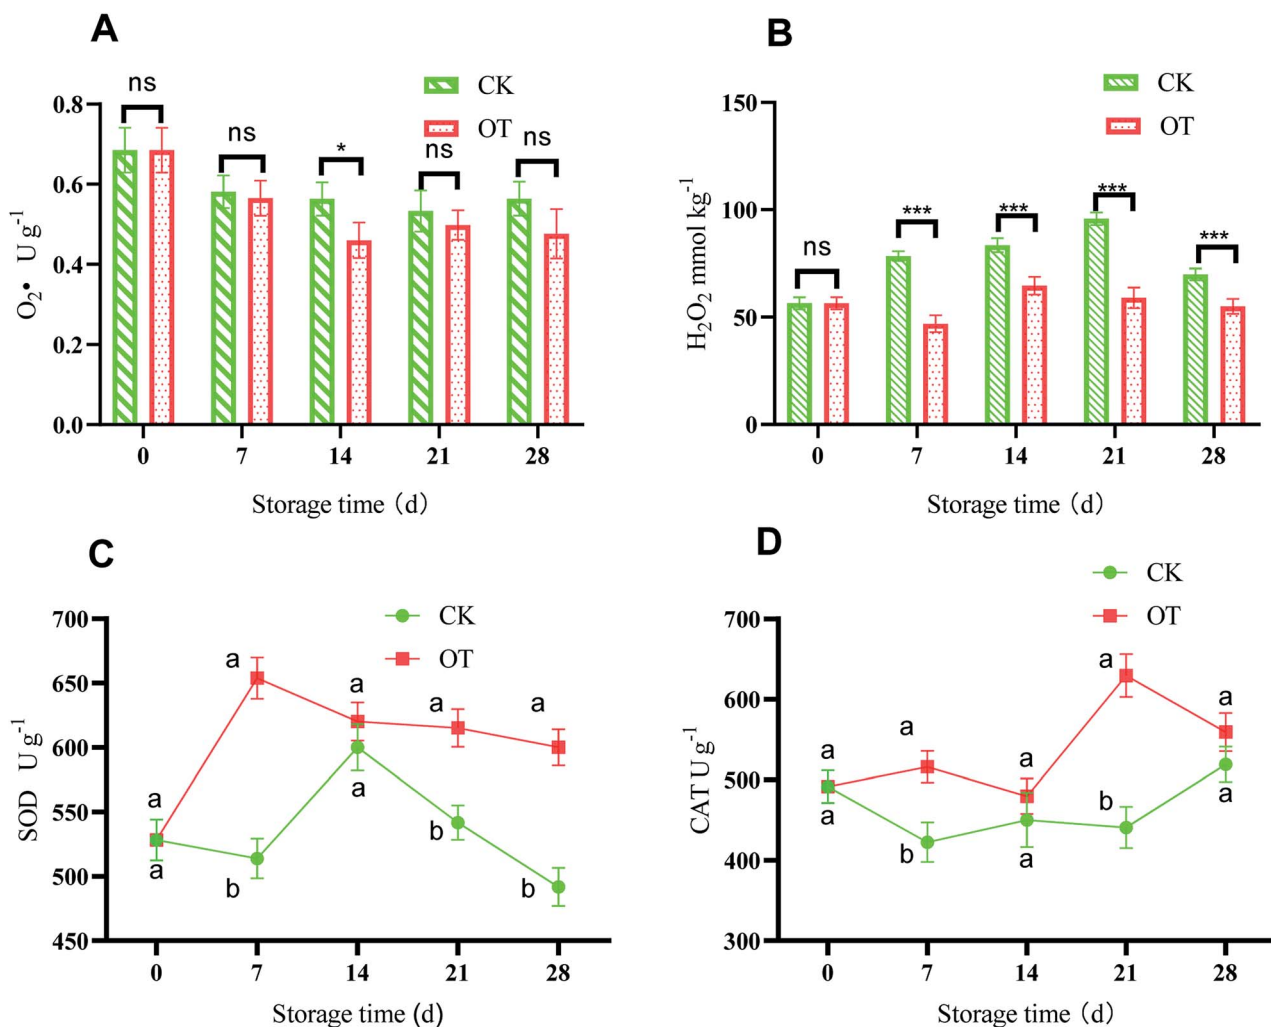 A
ns
CK
OT
0.8
ns
*
ns
ns
0.6
0.4
0.2
0.0
O₂• U g⁻¹
0 7 14 21 28
Storage time（d）
B
CK
OT
150
100
50
0
ns
***
***
***
***
H₂O₂ mmol kg⁻¹
0 7 14 21 28
Storage time（d）
C
CK
OT
700
650
600
550
500
450
SOD U g⁻¹
a
a
a
a
a
a
b
a
b
b
0 7 14 21 28
Storage time (d)
D
CK
OT
700
600
500
400
300
CAT U g⁻¹
a
a
a
a
a
a
b
a
b
a
0 7 14 21 28
Storage time（d）